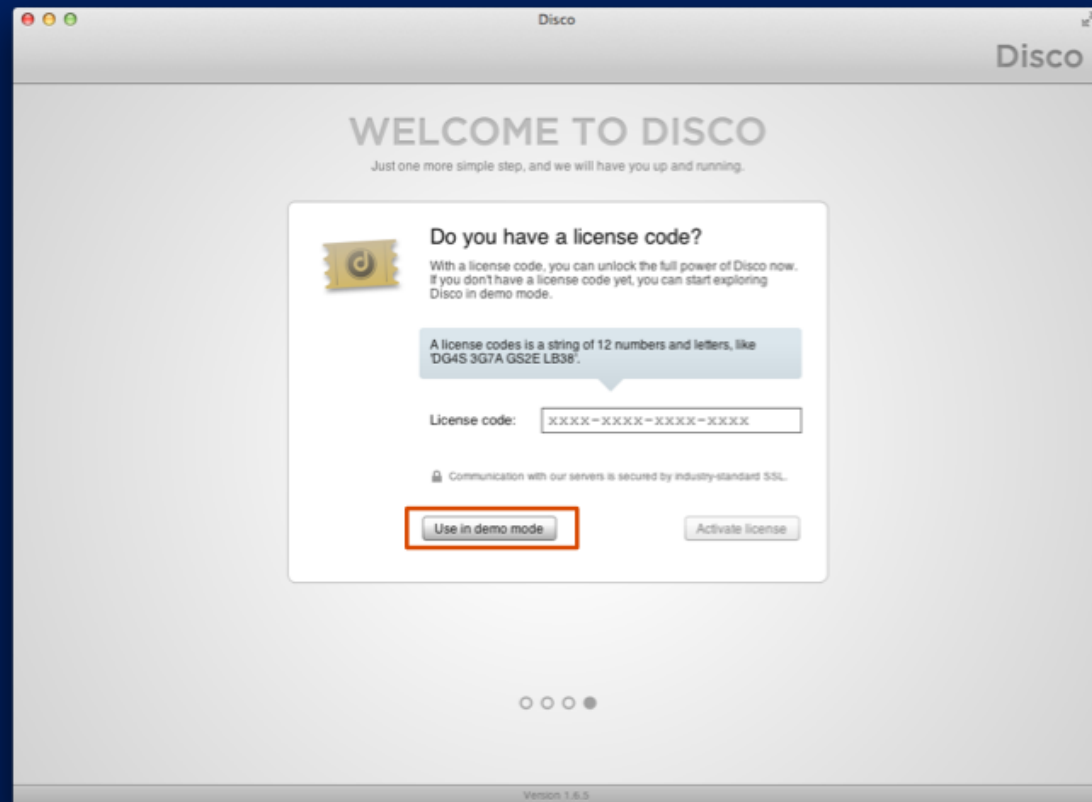 Disco
Disco
WELCOME TO DISCO
Just one more simple step, and we will have you up and running.
Do you have a license code?
With a license code, you can unlock the full power of Disco now.
If you don't have a license code yet, you can start exploring
Disco in demo mode.
A license codes is a string of 12 numbers and letters, like
'DG4S 3G7A GS2E LB38'.
License code: xxxx-xxxx-xxxx-xxxx
Communication with our servers is secured by industry-standard SSL.
Use in demo mode Activate license
Version 1.6.5